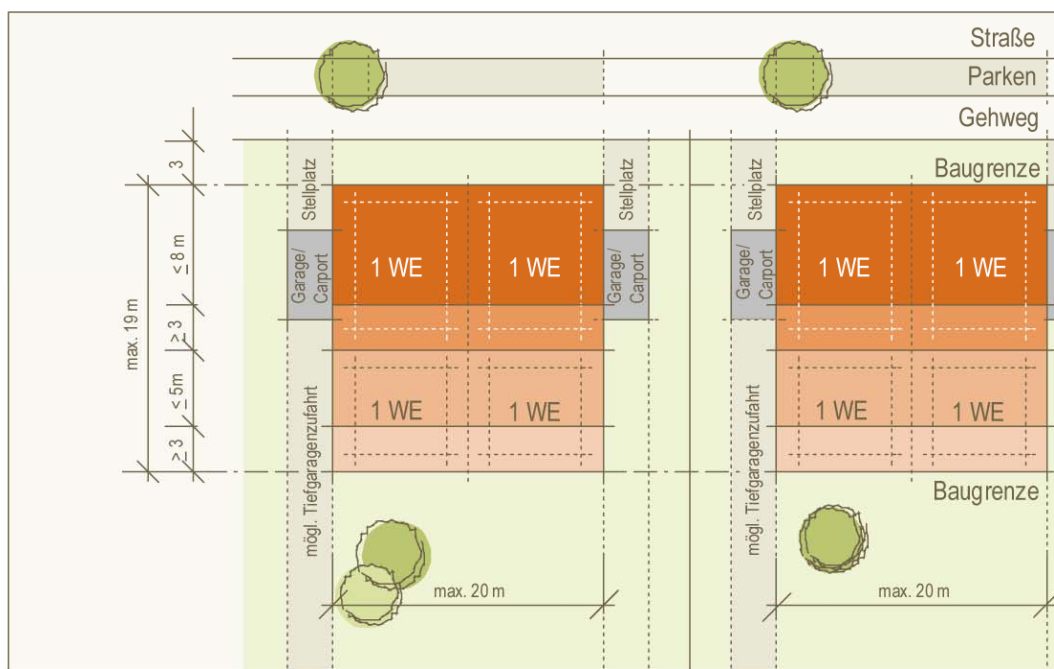 Straße
Parken
Gehweg
Baugrenze
3
Stellplatz
Stellplatz
Stellplatz
max. 19 m
≤ 8 m
Garage/
Carport
1 WE
1 WE
Garage/
Carport
Garage/
Carport
1 WE
1 WE
≥ 3
≤ 5m
1 WE
1 WE
1 WE
1 WE
≥ 3
mögl. Tiefgaragenzufahrt
mögl. Tiefgaragenzufahrt
Baugrenze
max. 20 m
max. 20 m